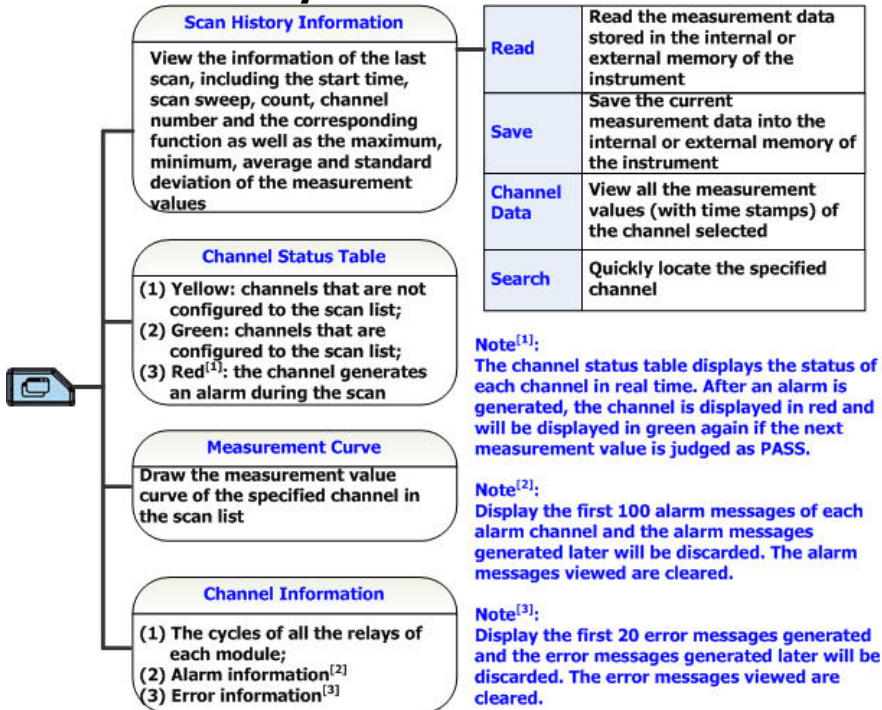 Scan History Information
View the information of the last
scan, including the start time,
scan sweep, count, channel
number and the corresponding
function as well as the maximum,
minimum, average and standard
deviation of the measurement
values
Read
Read the measurement data
stored in the internal or
external memory of the
instrument
Save
Save the current
measurement data into the
internal or external memory of
the instrument
Channel
Data
View all the measurement
values (with time stamps) of
the channel selected
Search
Quickly locate the specified
channel
Channel Status Table
(1) Yellow: channels that are not
configured to the scan list;
(2) Green: channels that are
configured to the scan list;
(3) Red[1]: the channel generates
an alarm during the scan
Measurement Curve
Draw the measurement value
curve of the specified channel in
the scan list
Channel Information
(1) The cycles of all the relays of
each module;
(2) Alarm information[2]
(3) Error information[3]
Note[1]:
The channel status table displays the status of
each channel in real time. After an alarm is
generated, the channel is displayed in red and
will be displayed in green again if the next
measurement value is judged as PASS.
Note[2]:
Display the first 100 alarm messages of each
alarm channel and the alarm messages
generated later will be discarded. The alarm
messages viewed are cleared.
Note[3]:
Display the first 20 error messages generated
and the error messages generated later will be
discarded. The error messages viewed are
cleared.